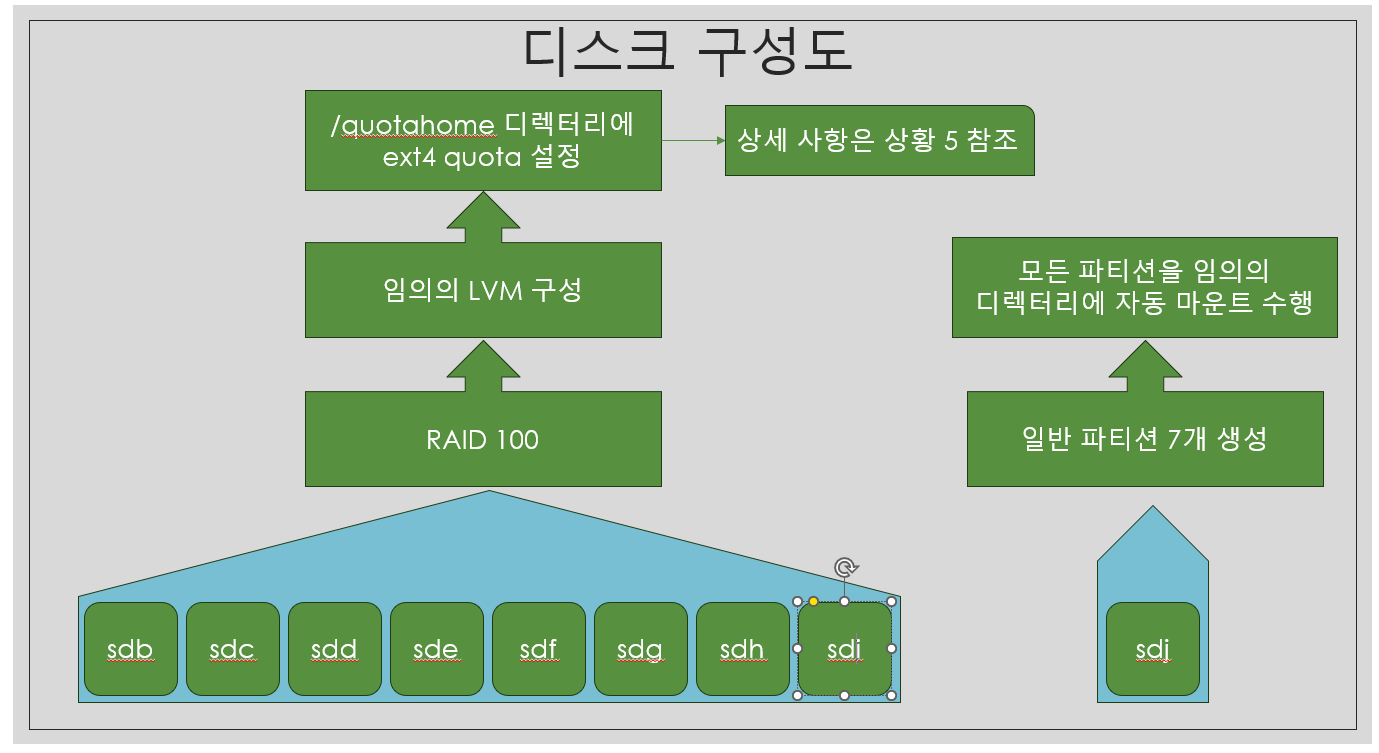 디스크 구성도
/quotahome 디렉터리에
ext4 quota 설정
상세 사항은 상황 5 참조
임의의 LVM 구성
모든 파티션을 임의의
디렉터리에 자동 마운트 수행
RAID 100
일반 파티션 7개 생성
sdb
sdc
sdd
sde
sdf
sdg
sdh
sdi
sdj